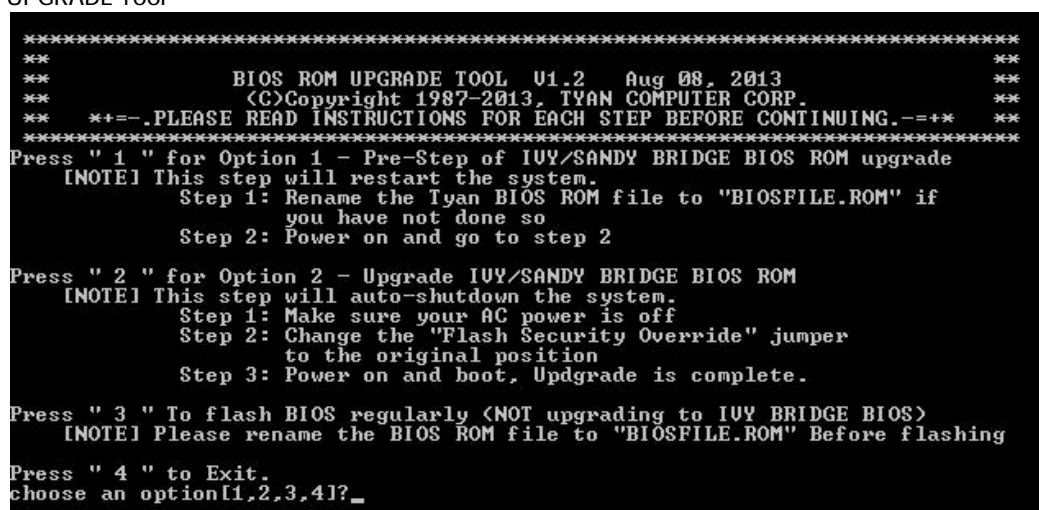 UPGRADE Tool
*****************************************************************************
** **
** BIOS ROM UPGRADE TOOL V1.2 Aug 08, 2013 **
** (C)Copyright 1987-2013, TYAN COMPUTER CORP. **
** *+=-.PLEASE READ INSTRUCTIONS FOR EACH STEP BEFORE CONTINUING.-=+* **
*****************************************************************************
Press " 1 " for Option 1 - Pre-Step of IVY/SANDY BRIDGE BIOS ROM upgrade
[NOTE] This step will restart the system.
Step 1: Rename the Tyan BIOS ROM file to "BIOSFILE.ROM" if
you have not done so
Step 2: Power on and go to step 2
Press " 2 " for Option 2 - Upgrade IVY/SANDY BRIDGE BIOS ROM
[NOTE] This step will auto-shutdown the system.
Step 1: Make sure your AC power is off
Step 2: Change the "Flash Security Override" jumper
to the original position
Step 3: Power on and boot, Updgrade is complete.
Press " 3 " To flash BIOS regularly (NOT upgrading to IVY BRIDGE BIOS)
[NOTE] Please rename the BIOS ROM file to "BIOSFILE.ROM" Before flashing
Press " 4 " to Exit.
choose an option[1,2,3,4]?_